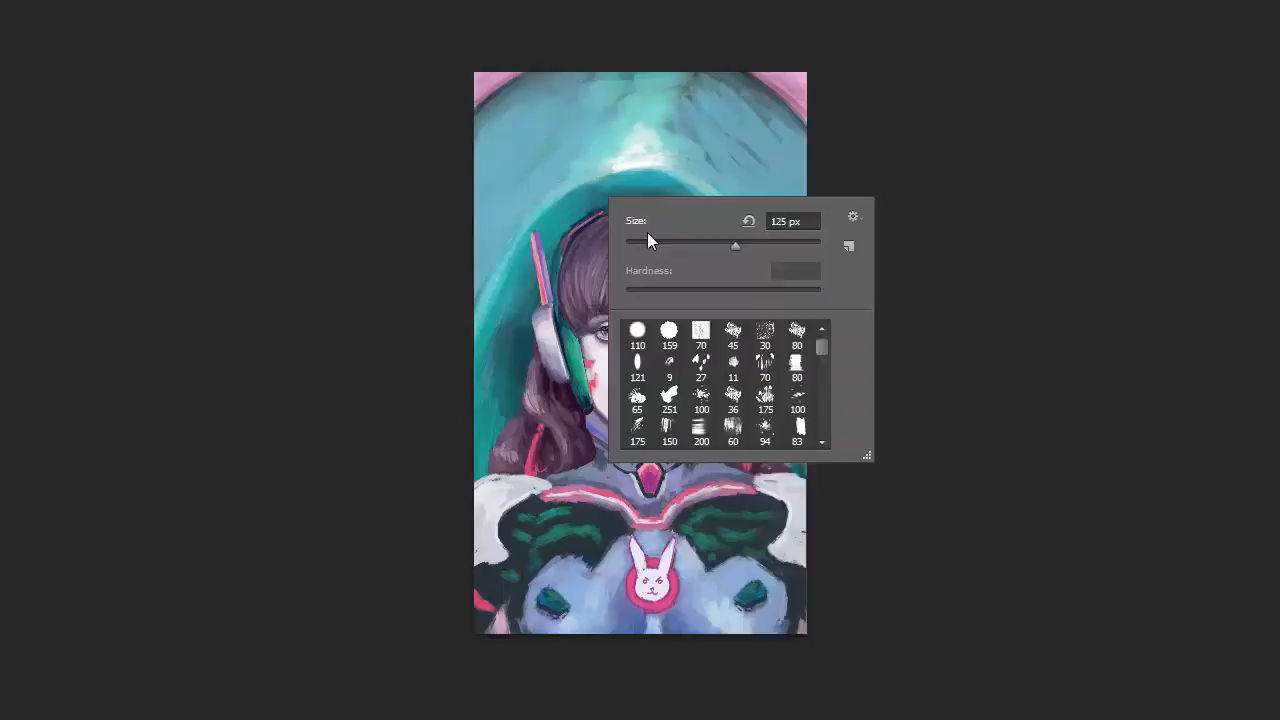 Size: 125 px
Hardness:
110 159 70 45 30 80
121 9 27 11 70 80
65 251 100 36 175 100
175 150 200 60 94 83